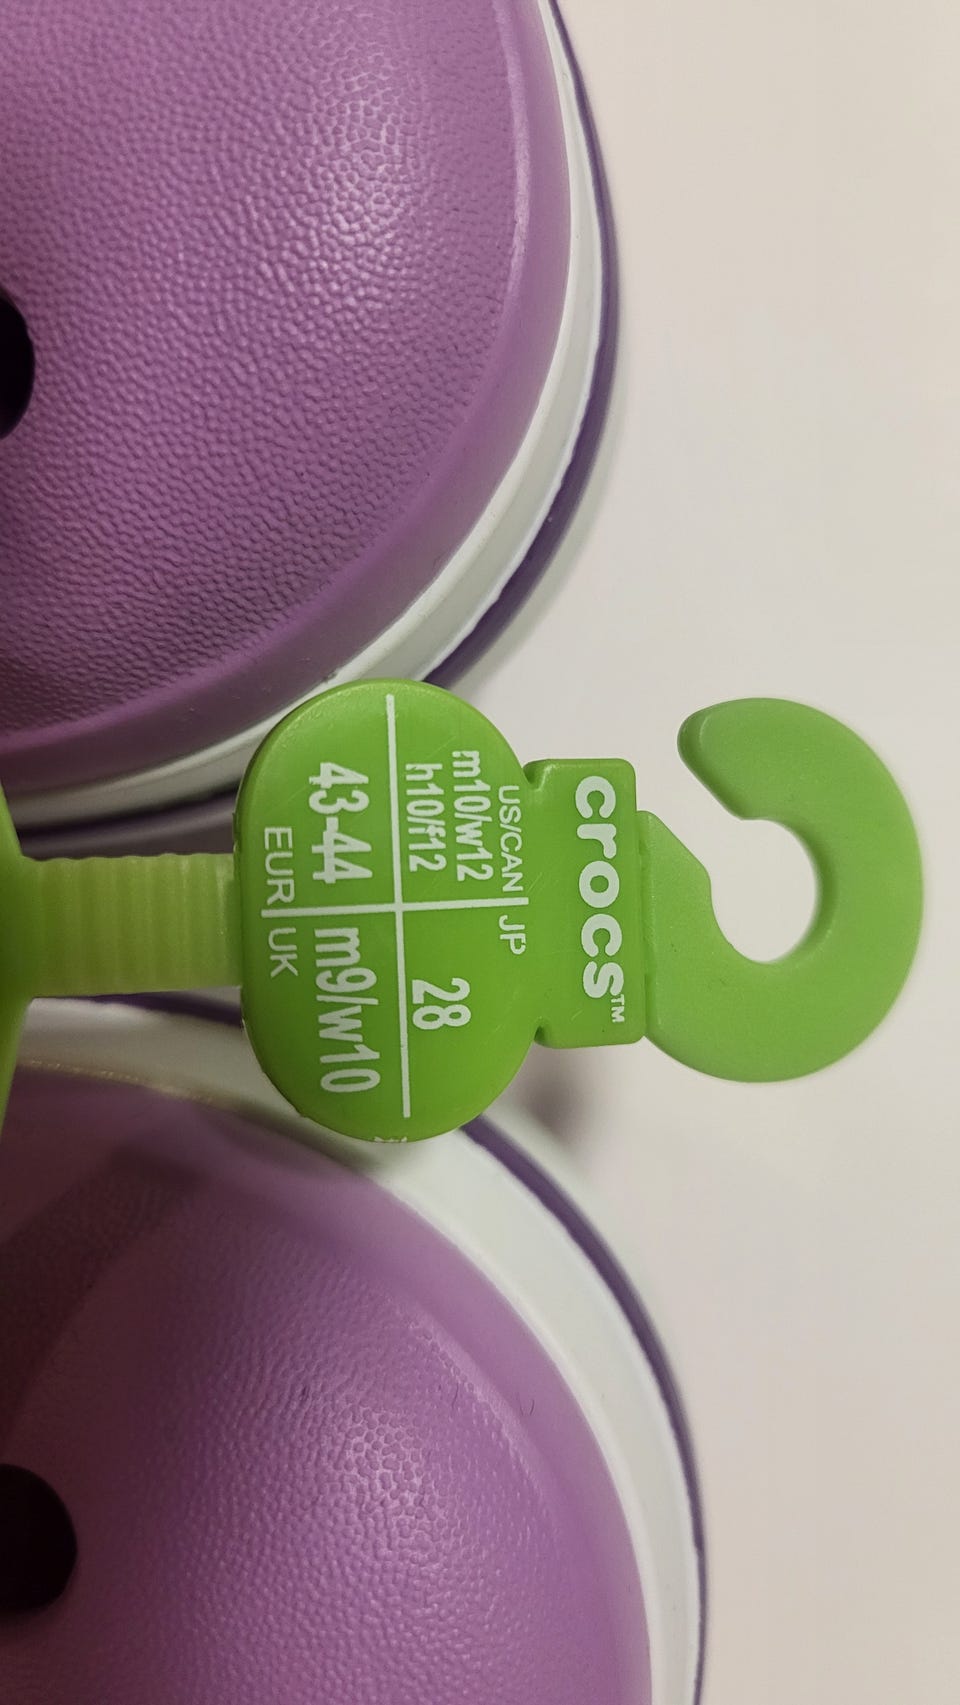 crocs™
US/CAN | JP
m10/w12
h10/f12
28
43-44
m9/w10
EUR | UK